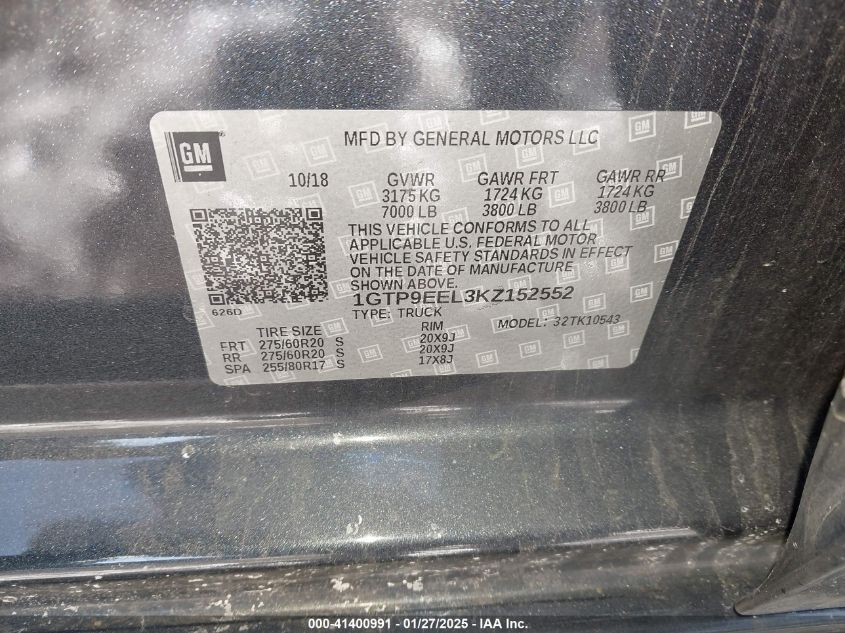 GM
MFD BY GENERAL MOTORS LLC
10/18 GVWR GAWR FRT GAWR RR
3175 KG 1724 KG 1724 KG
7000 LB 3800 LB 3800 LB
THIS VEHICLE CONFORMS TO ALL
APPLICABLE U.S. FEDERAL MOTOR
VEHICLE SAFETY STANDARDS IN EFFECT
ON THE DATE OF MANUFACTURE
SHOWN ABOVE.
1GTP9EEL3KZ152552
626D
TYPE: TRUCK MODEL: 32TK10543
TIRE SIZE RIM
FRT 275/60R20 S 20X9J
RR 275/60R20 S 20X9J
SPA 255/80R17 S 17X8J
000-41400991 — 01/27/2025 — IAA Inc.